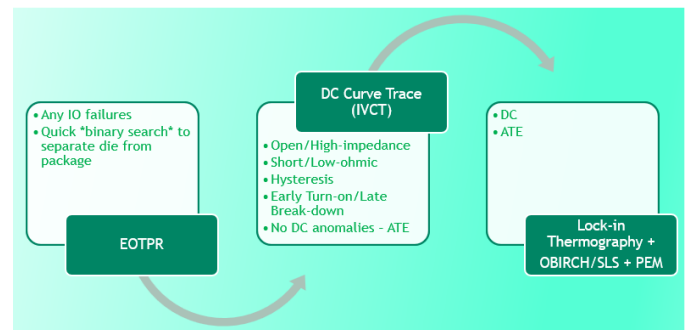 • Any IO failures
• Quick *binary search* to
separate die from
package
EOTPR
DC Curve Trace
(IVCT)
• Open/High-impedance
• Short/Low-ohmic
• Hysteresis
• Early Turn-on/Late
Break-down
• No DC anomalies - ATE
• DC
• ATE
Lock-in
Thermography +
OBIRCH/SLS + PEM